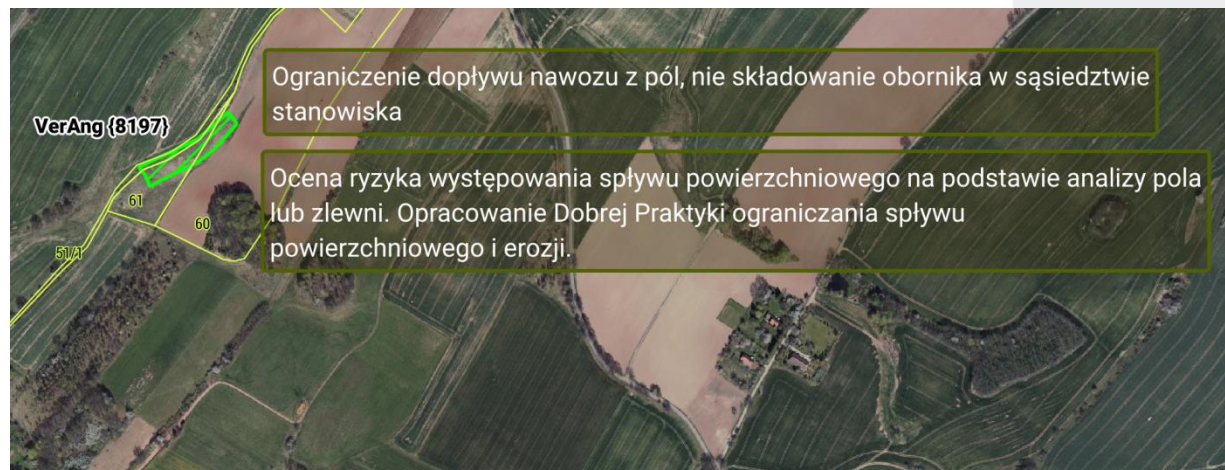 Ograniczenie dopływu nawozu z pól, nie składowanie obornika w sąsiedztwie
stanowiska
VerAng {8197}
Ocena ryzyka występowania spływu powierzchniowego na podstawie analizy pola
lub zlewni. Opracowanie Dobrej Praktyki ograniczania spływu
powierzchniowego i erozji.
61
60
51/1